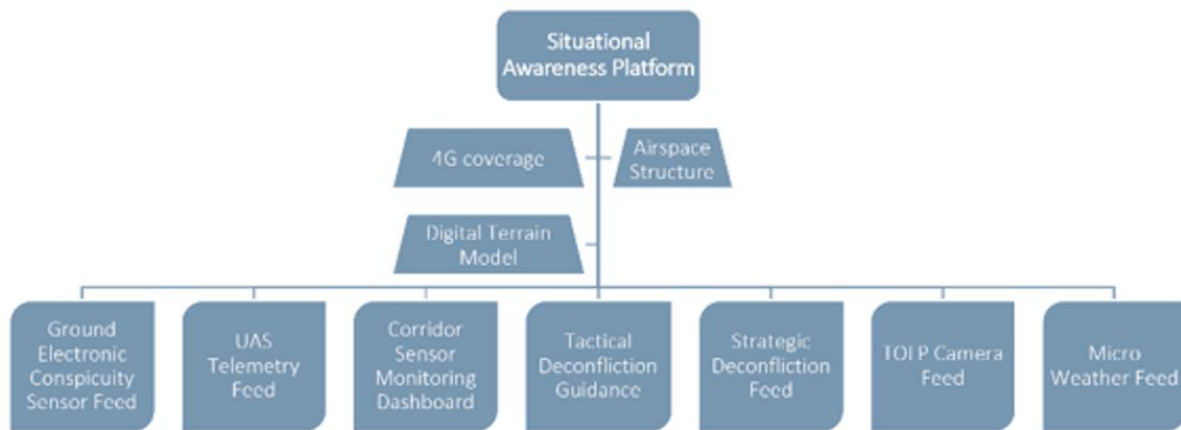 Situational
Awareness Platform
4G coverage
Airspace
Structure
Digital Terrain
Model
Ground
Electronic
Conspicuity
Sensor Feed
UAS
Telemetry
Feed
Corridor
Sensor
Monitoring
Dashboard
Tactical
Deconfliction
Guidance
Strategic
Deconfliction
Feed
TOLP Camera
Feed
Micro
Weather Feed